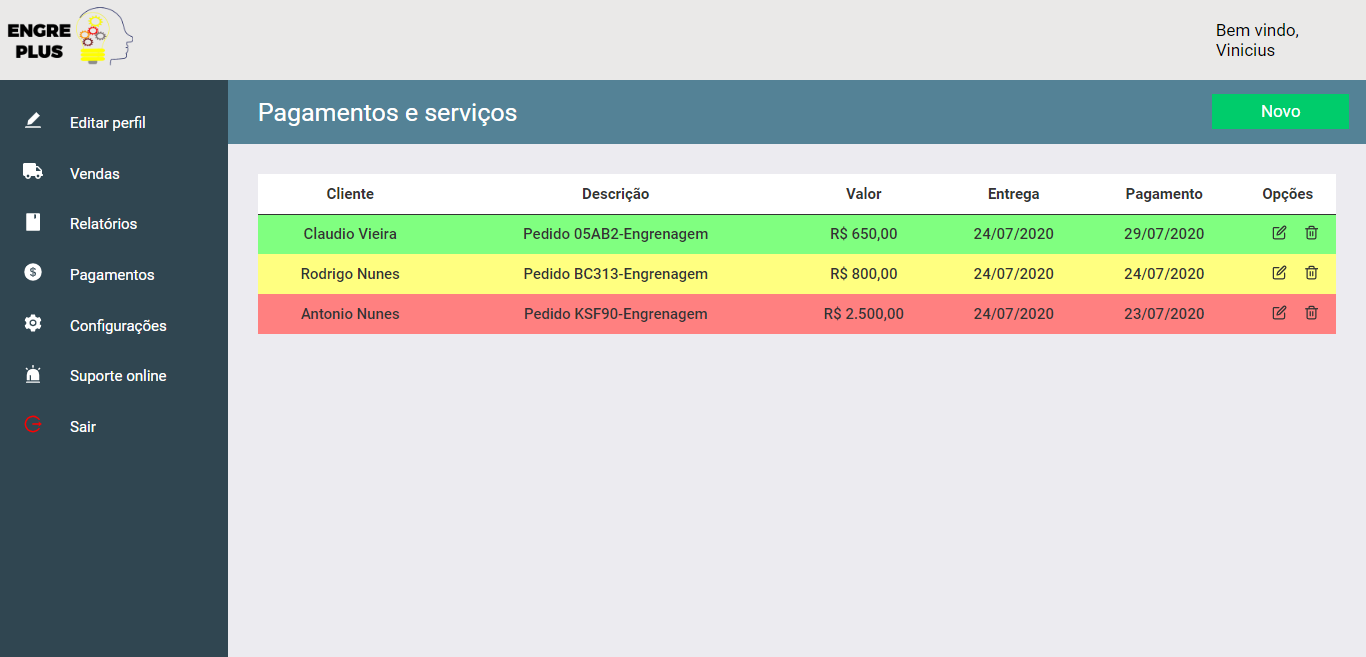 ENGRE
PLUS
Bem vindo,
Vinicius
Editar perfil
Vendas
Relatórios
Pagamentos
Configurações
Suporte online
Sair
Pagamentos e serviços
Novo
Cliente Descrição Valor Entrega Pagamento Opções
Claudio Vieira Pedido 05AB2-Engrenagem R$ 650,00 24/07/2020 29/07/2020
Rodrigo Nunes Pedido BC313-Engrenagem R$ 800,00 24/07/2020 24/07/2020
Antonio Nunes Pedido KSF90-Engrenagem R$ 2.500,00 24/07/2020 23/07/2020